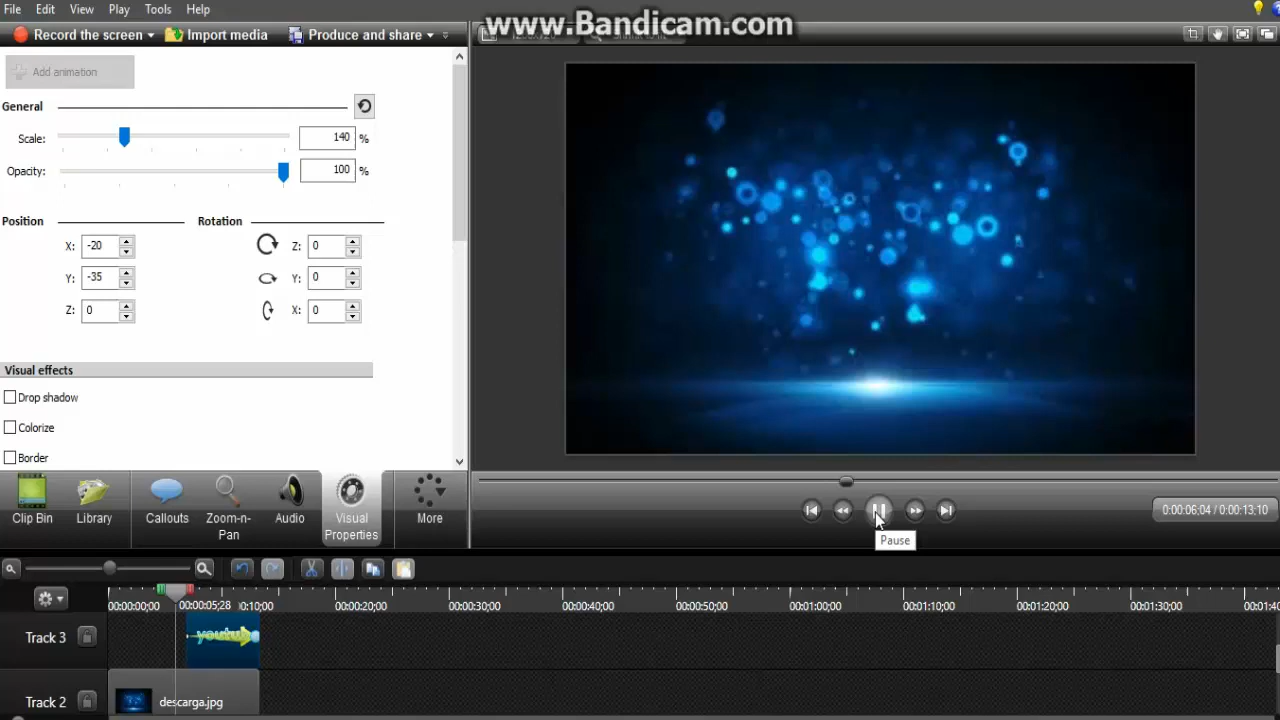 File Edit View Play Tools Help
www.Bandicam.com
Record the screen Import media Produce and share
Add animation
General
Scale: 140 %
Opacity: 100 %
Position Rotation
X: -20 Z: 0
Y: -35 Y: 0
Z: 0 X: 0
Visual effects
Drop shadow
Colorize
Border
Clip Bin Library Callouts Zoom-n-Pan Audio Visual Properties More
0:00:06;04 / 0:00:13;10
Pause
00:00:00;00 00:00:05;28 0:10;00 00:00:20;00 00:00:30;00 00:00:40;00 00:00:50;00 00:01:00;00 00:01:10;00 00:01:20;00 00:01:30;00
Track 3
Track 2 descarga.jpg